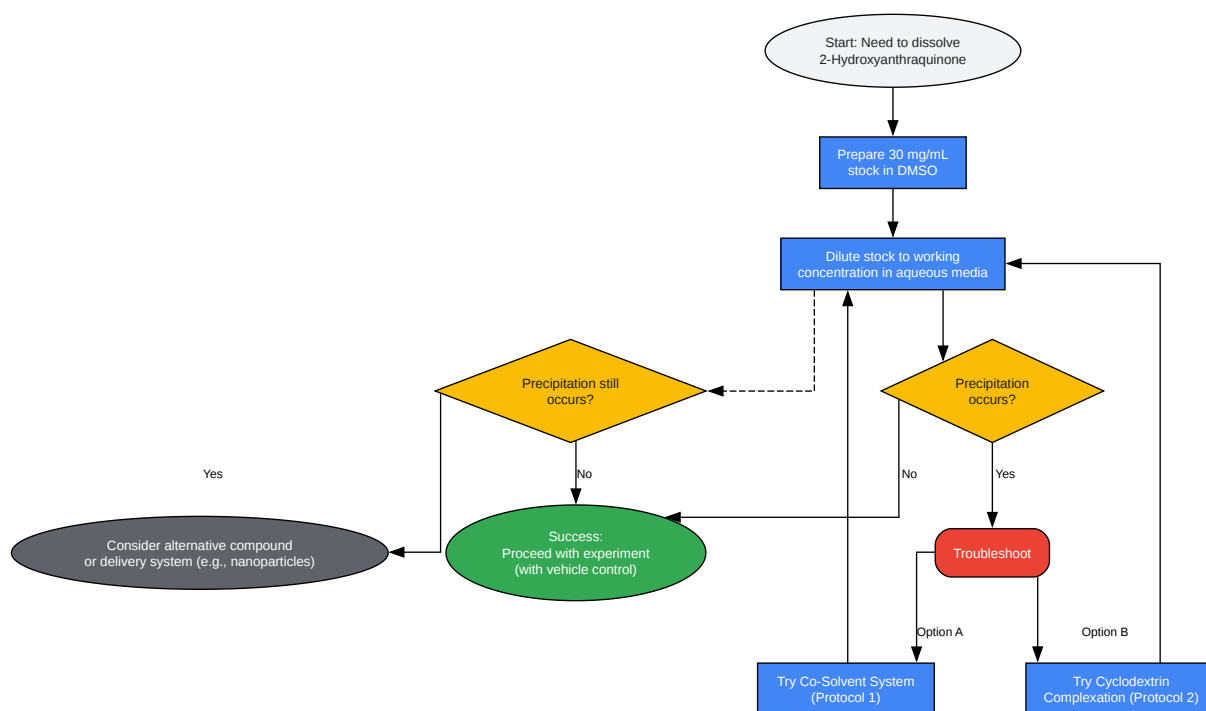 Start: Need to dissolve
2-Hydroxyanthraquinone
Prepare 30 mg/mL
stock in DMSO
Dilute stock to working
concentration in aqueous media
Precipitation still
occurs?
Precipitation
occurs?
Yes
No
No
Yes
Consider alternative compound
or delivery system (e.g., nanoparticles)
Success:
Proceed with experiment
(with vehicle control)
Troubleshoot
Option A
Option B
Try Co-Solvent System
(Protocol 1)
Try Cyclodextrin
Complexation (Protocol 2)